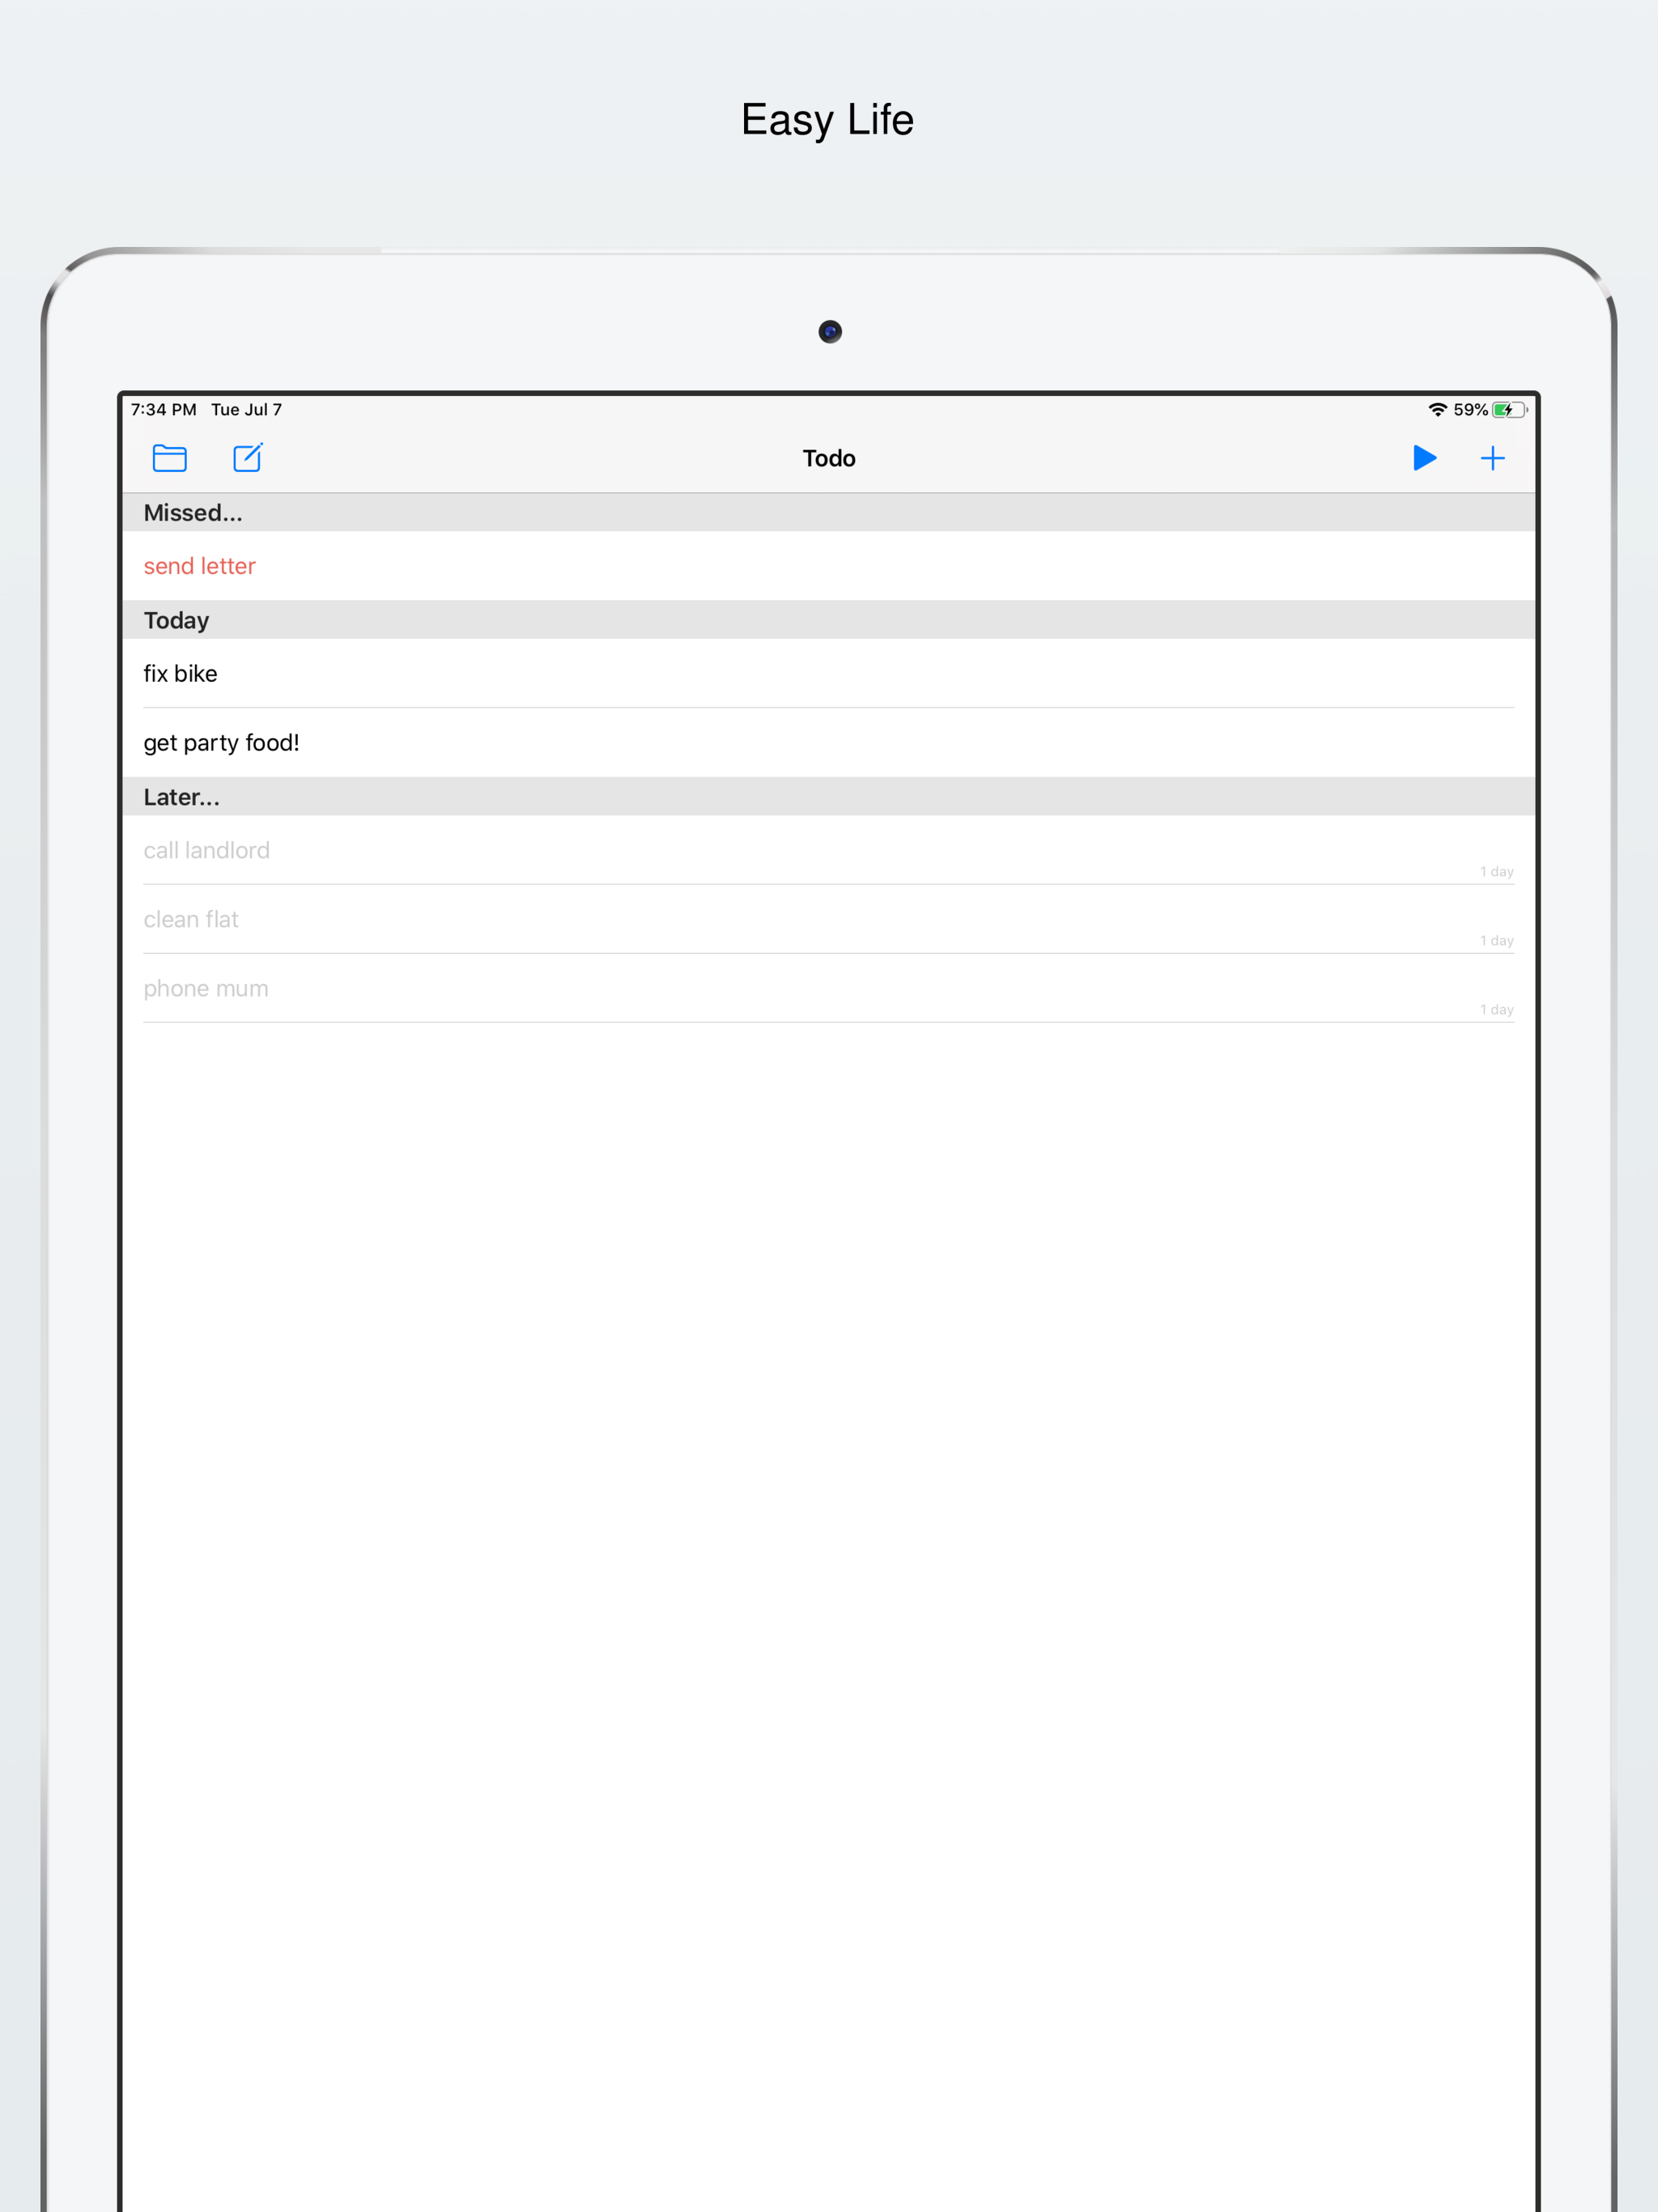 Easy Life
7:34 PM Tue Jul 7
59%
Todo
Missed...
send letter
Today
fix bike
get party food!
Later...
call landlord
1 day
clean flat
1 day
phone mum
1 day